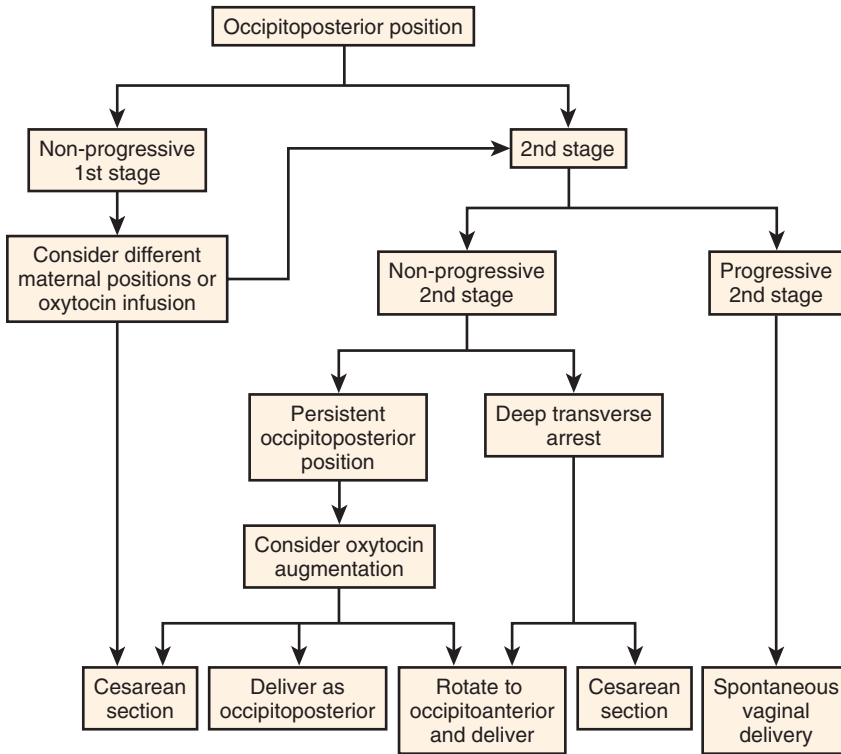 Occipitoposterior position
Non-progressive
1st stage
2nd stage
Consider different
maternal positions or
oxytocin infusion
Non-progressive
2nd stage
Progressive
2nd stage
Persistent
occipitoposterior
position
Deep transverse
arrest
Consider oxytocin
augmentation
Cesarean
section
Deliver as
occipitoposterior
Rotate to
occipitoanterior
and deliver
Cesarean
section
Spontaneous
vaginal
delivery